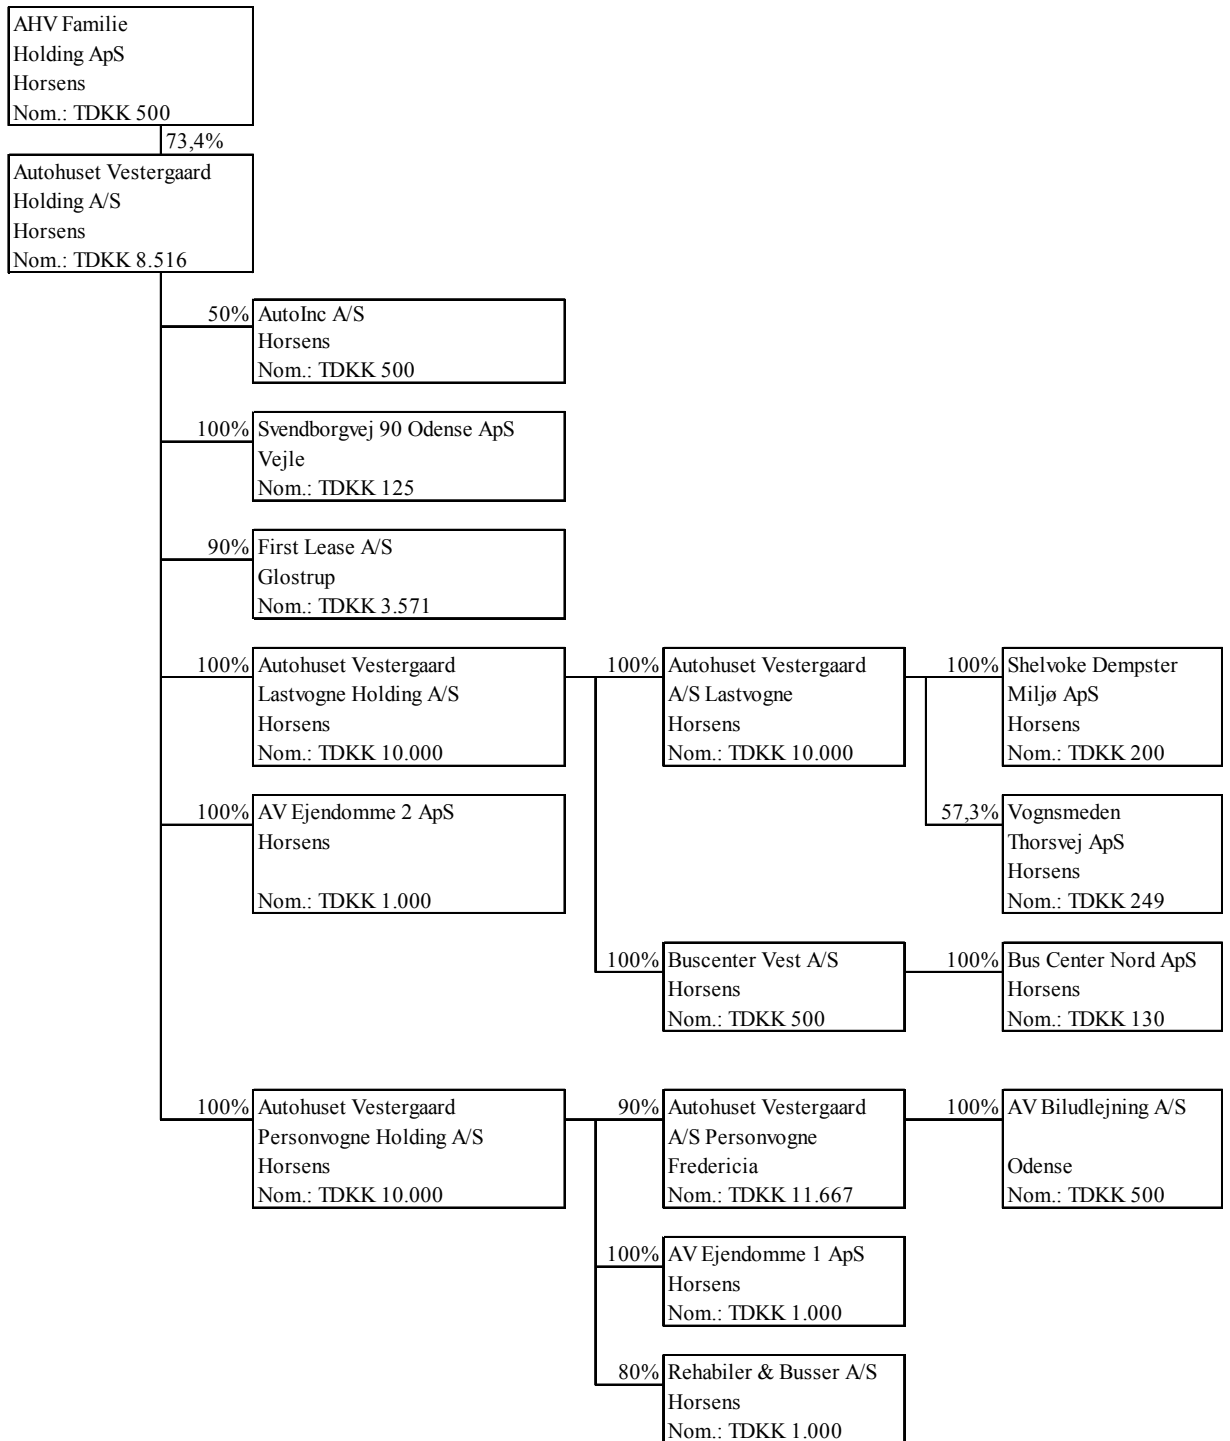 AHV Familie
Holding ApS
Horsens
Nom.: TDKK 500
73,4%
Autohuset Vestergaard
Holding A/S
Horsens
Nom.: TDKK 8.516
50%
AutoInc A/S
Horsens
Nom.: TDKK 500
100%
Svendborgvej 90 Odense ApS
Vejle
Nom.: TDKK 125
90%
First Lease A/S
Glostrup
Nom.: TDKK 3.571
100%
Autohuset Vestergaard
Lastvogne Holding A/S
Horsens
Nom.: TDKK 10.000
100%
Autohuset Vestergaard
A/S Lastvogne
Horsens
Nom.: TDKK 10.000
100%
Shelvoke Dempster
Miljø ApS
Horsens
Nom.: TDKK 200
100%
AV Ejendomme 2 ApS
Horsens
Nom.: TDKK 1.000
57,3%
Vognsmeden
Thorsvej ApS
Horsens
Nom.: TDKK 249
100%
Buscenter Vest A/S
Horsens
Nom.: TDKK 500
100%
Bus Center Nord ApS
Horsens
Nom.: TDKK 130
100%
Autohuset Vestergaard
Personvogne Holding A/S
Horsens
Nom.: TDKK 10.000
90%
Autohuset Vestergaard
A/S Personvogne
Fredericia
Nom.: TDKK 11.667
100%
AV Biludlejning A/S
Odense
Nom.: TDKK 500
100%
AV Ejendomme 1 ApS
Horsens
Nom.: TDKK 1.000
80%
Rehabiler & Busser A/S
Horsens
Nom.: TDKK 1.000